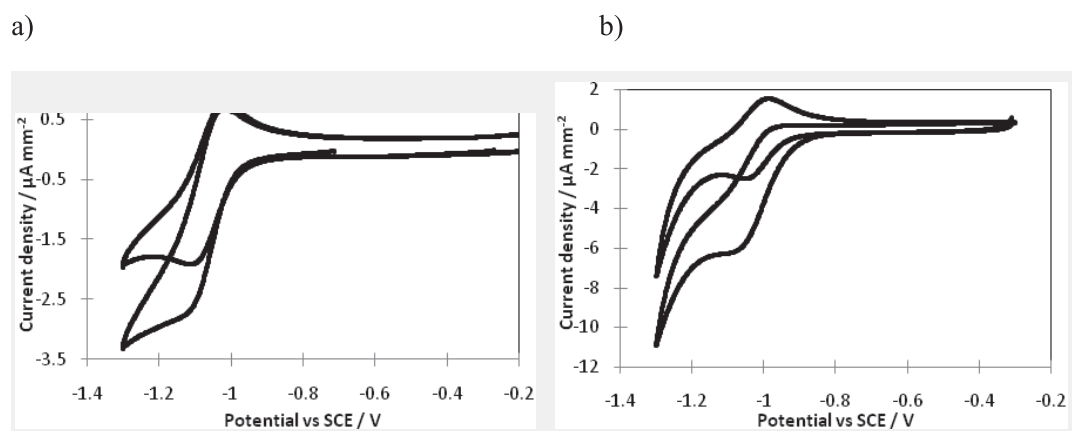 a)
b)
0.5
-0.5
-1.5
-2.5
-3.5
Current density / µA mm⁻²
-1.4 -1.2 -1 -0.8 -0.6 -0.4 -0.2
Potential vs SCE / V
2
0
-2
-4
-6
-8
-10
-12
Current density / µA mm⁻²
-1.4 -1.2 -1 -0.8 -0.6 -0.4 -0.2
Potential vs SCE / V